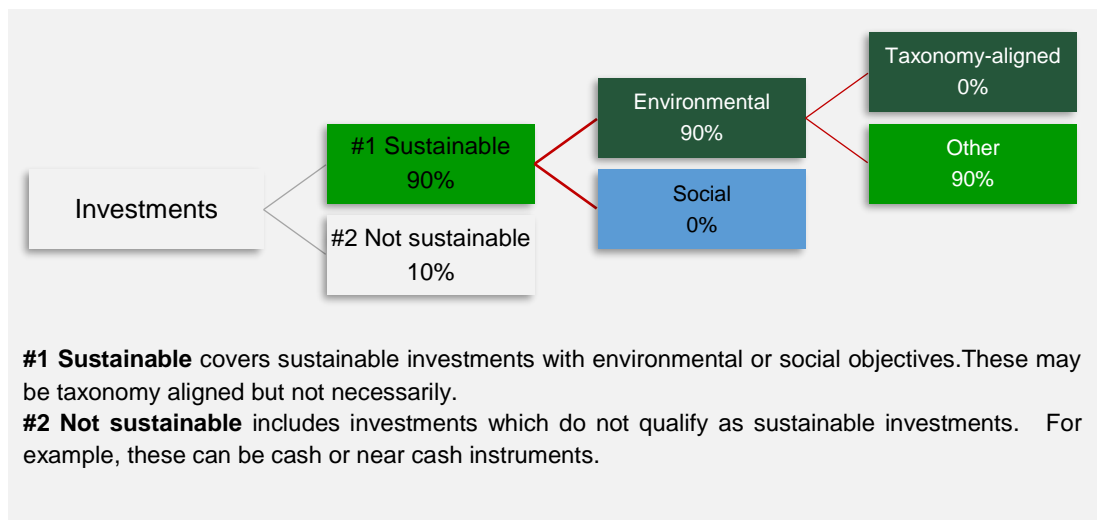 Taxonomy-aligned
0%
Environmental
90%
#1 Sustainable
90%
Other
90%
Investments
Social
0%
#2 Not sustainable
10%
#1 Sustainable covers sustainable investments with environmental or social objectives.These may
be taxonomy aligned but not necessarily.
#2 Not sustainable includes investments which do not qualify as sustainable investments. For
example, these can be cash or near cash instruments.